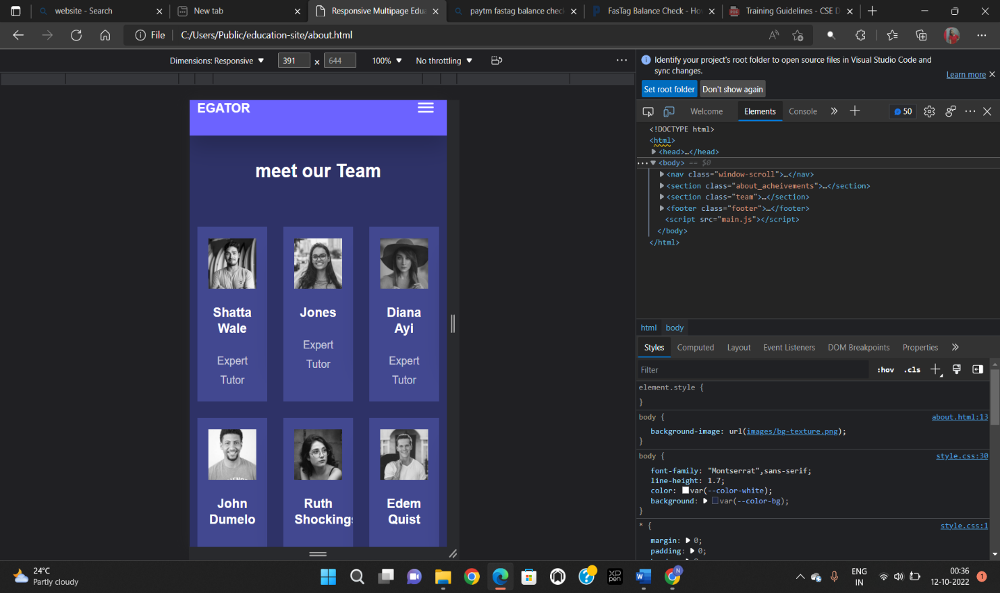 website - Search
New tab
Responsive Multipage Edua
paytm fastag balance chec
FasTag Balance Check - Ho
Training Guidelines - CSE D
File
C:/Users/Public/education-site/about.html
Dimensions: Responsive
391 x 644
100%
No throttling
Identify your project's root folder to open source files in Visual Studio Code and
sync changes.
Learn more
Set root folder
Don't show again
Welcome
Elements
Console
50
<!DOCTYPE html>
<html>
<head>…</head>
<body> == $0
<nav class="window-scroll">…</nav>
<section class="about_acheivements">…</section>
<section class="team">…</section>
<footer class="footer">…</footer>
<script src="main.js"></script>
</body>
</html>
html body
Styles Computed Layout Event Listeners DOM Breakpoints Properties
Filter
:hov .cls
element.style {
}
body {
about.html:13
background-image: url(images/bg-texture.png);
}
body {
style.css:30
font-family: "Montserrat",sans-serif;
line-height: 1.7;
color: var(--color-white);
background: var(--color-bg);
}
* {
style.css:1
margin: 0;
padding: 0;
EGATOR
meet our Team
Shatta
Wale
Expert
Tutor
Jones
Expert
Tutor
Diana
Ayi
Expert
Tutor
John
Dumelo
Ruth
Shockings
Edem
Quist
24°C
Partly cloudy
XP
pen
N
ENG
IN
00:36
12-10-2022
1